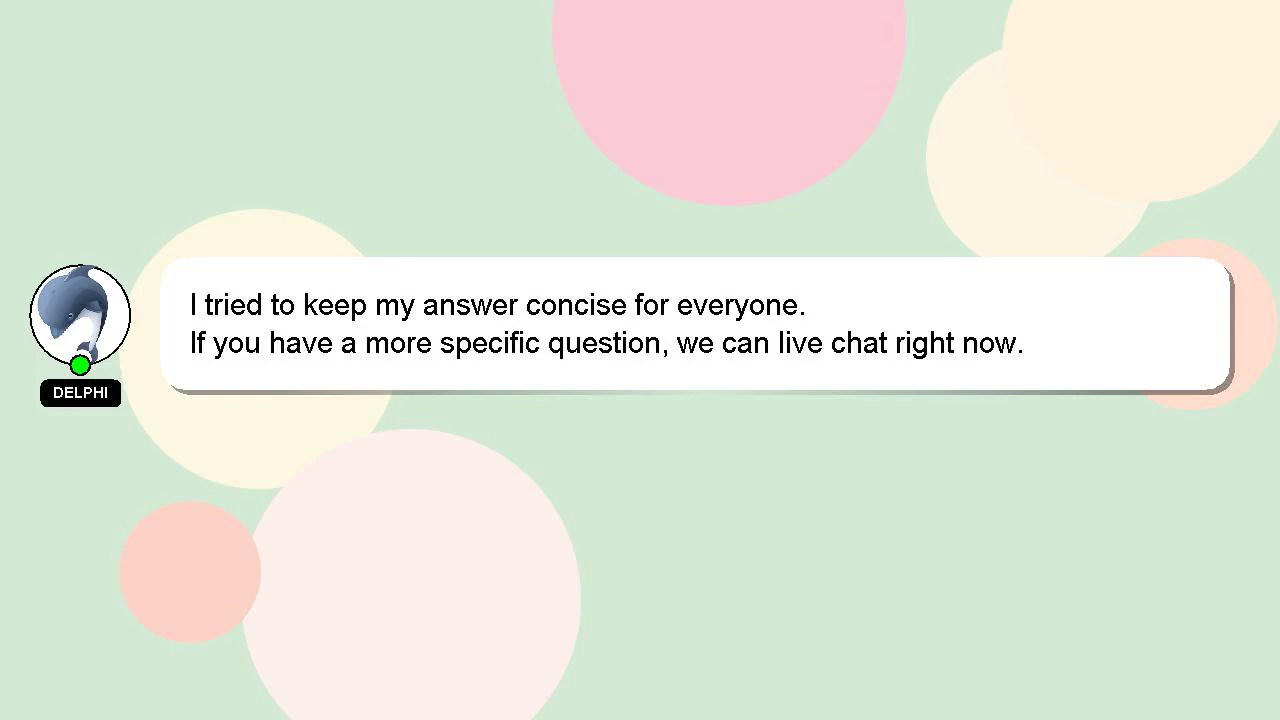 I tried to keep my answer concise for everyone.
If you have a more specific question, we can live chat right now.
DELPHI